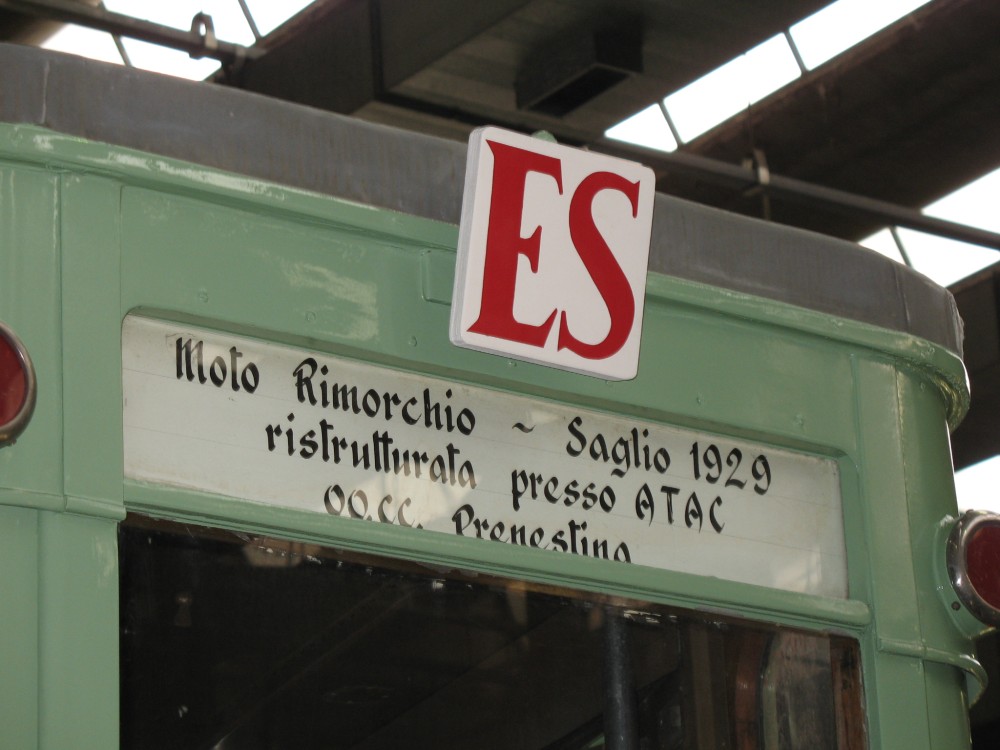 ES
Moto Rimorchio ~ Saglio 1929
ristrutturata presso ATAC
OO.CC. Prenestina